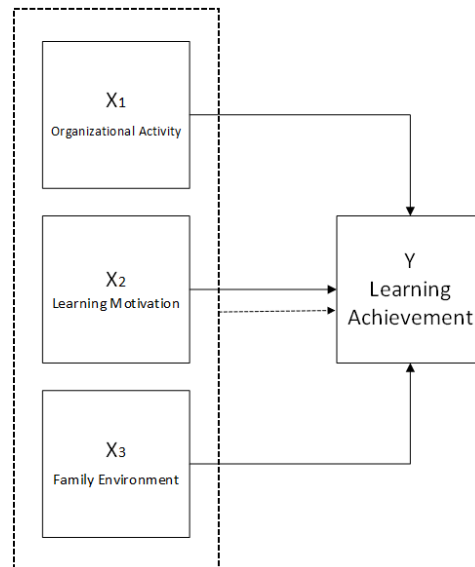 X1
Organizational Activity
X2
Learning Motivation
X3
Family Environment
Y
Learning
Achievement